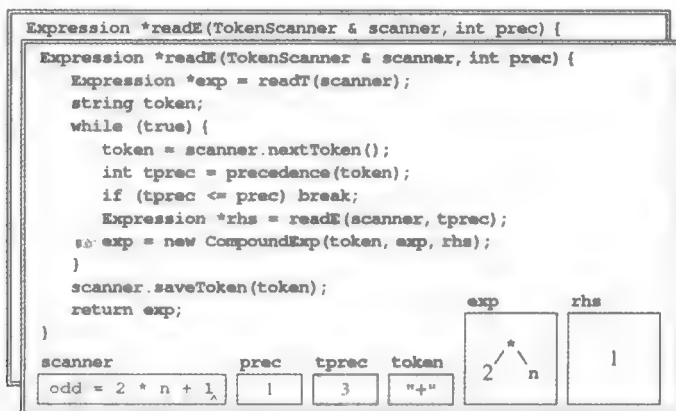 Expression *readE(TokenScanner & scanner, int prec) {
Expression *readE(TokenScanner & scanner, int prec) {
Expression *exp = readT(scanner);
string token;
while (true) {
token = scanner.nextToken();
int tprec = precedence(token);
if (tprec <= prec) break;
Expression *rhs = readE(scanner, tprec);
exp = new CompoundExp(token, exp, rhs);
}
scanner.saveToken(token);
return exp;
}
exp rhs
*
2 n
1
scanner prec tprec token
odd = 2 * n + 1^ 1 3 "+"